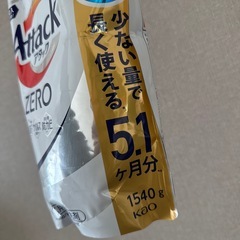 Attack
アタック
ZERO
少ない量で
長く使える
5.1
ヶ月分
1540g
Kao